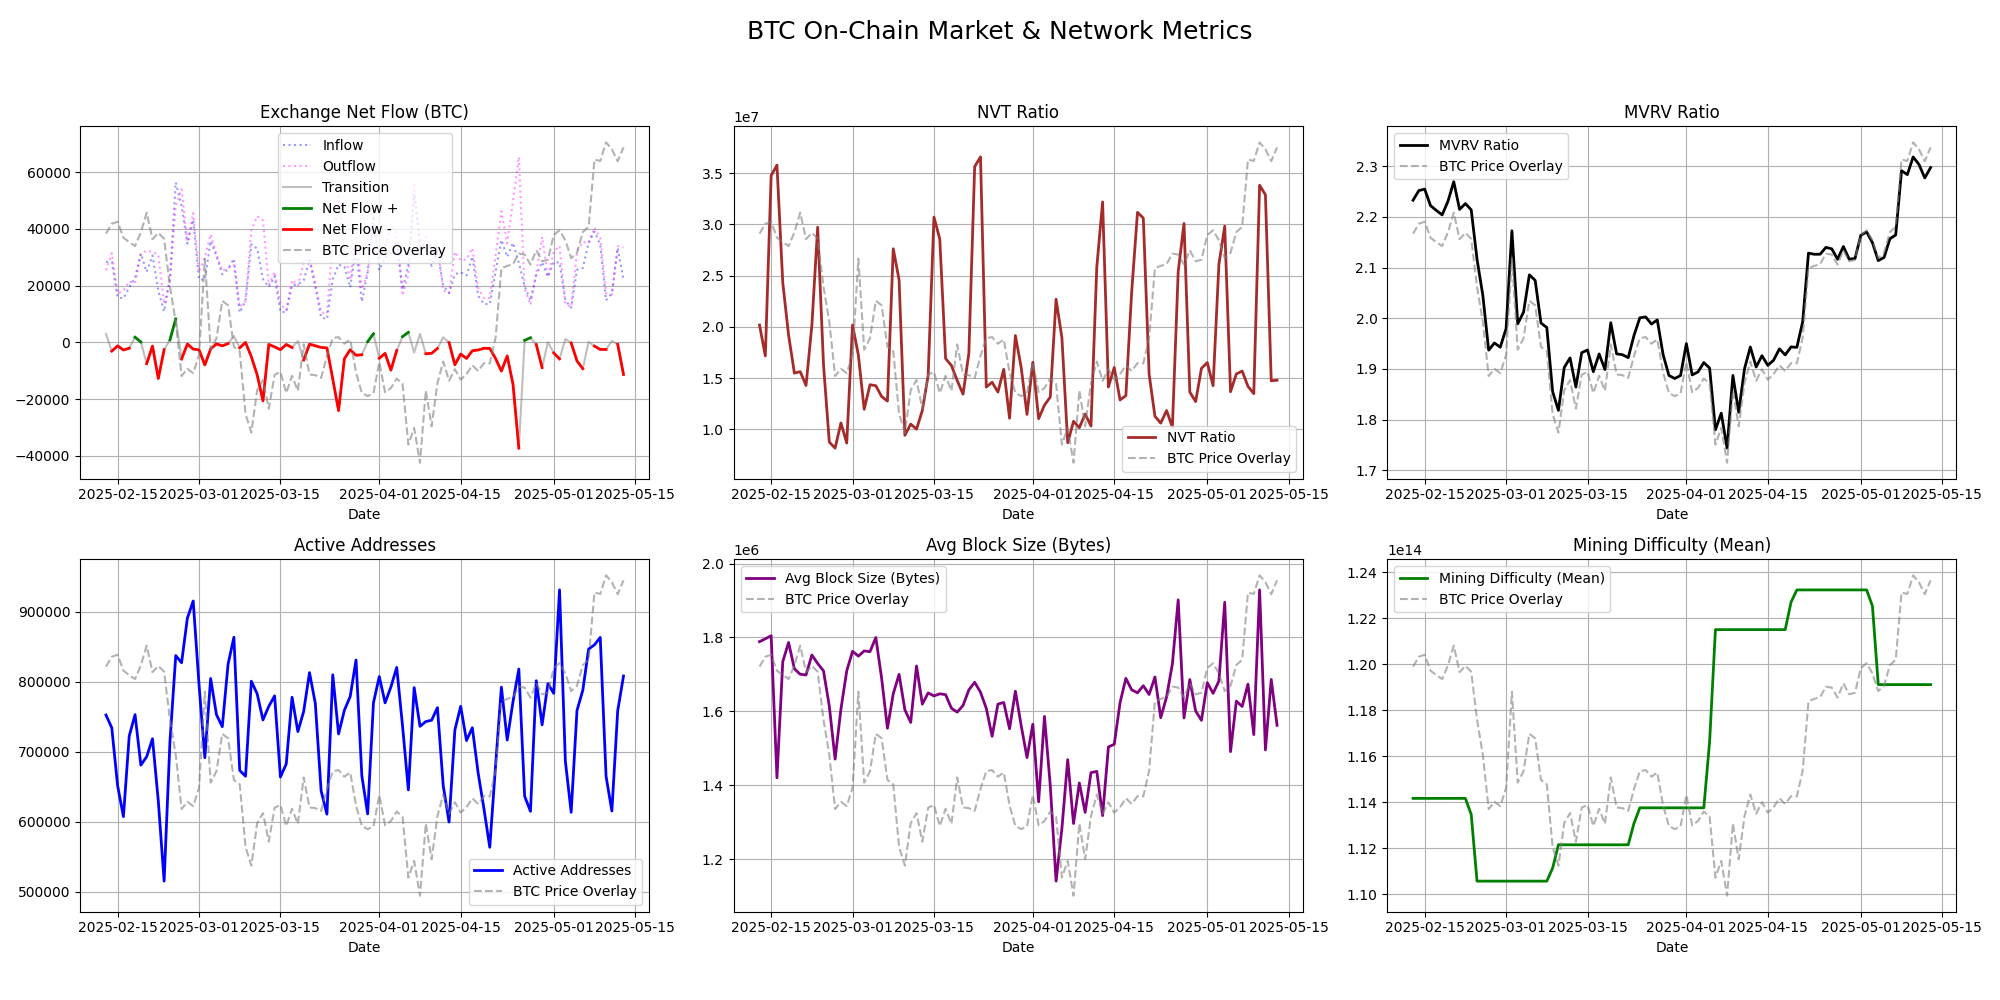 BTC On-Chain Market & Network Metrics
Exchange Net Flow (BTC)
Inflow
Outflow
Transition
Net Flow +
Net Flow -
BTC Price Overlay
60000
40000
20000
0
−20000
−40000
2025-02-15 2025-03-01 2025-03-15 2025-04-01 2025-04-15 2025-05-01 2025-05-15
Date
NVT Ratio
1e7
3.5
3.0
2.5
2.0
1.5
1.0
NVT Ratio
BTC Price Overlay
2025-02-15 2025-03-01 2025-03-15 2025-04-01 2025-04-15 2025-05-01 2025-05-15
Date
MVRV Ratio
MVRV Ratio
BTC Price Overlay
2.3
2.2
2.1
2.0
1.9
1.8
1.7
2025-02-15 2025-03-01 2025-03-15 2025-04-01 2025-04-15 2025-05-01 2025-05-15
Date
Active Addresses
900000
800000
700000
600000
500000
Active Addresses
BTC Price Overlay
2025-02-15 2025-03-01 2025-03-15 2025-04-01 2025-04-15 2025-05-01 2025-05-15
Date
Avg Block Size (Bytes)
1e6
Avg Block Size (Bytes)
BTC Price Overlay
2.0
1.8
1.6
1.4
1.2
2025-02-15 2025-03-01 2025-03-15 2025-04-01 2025-04-15 2025-05-01 2025-05-15
Date
Mining Difficulty (Mean)
1e14
Mining Difficulty (Mean)
BTC Price Overlay
1.24
1.22
1.20
1.18
1.16
1.14
1.12
1.10
2025-02-15 2025-03-01 2025-03-15 2025-04-01 2025-04-15 2025-05-01 2025-05-15
Date